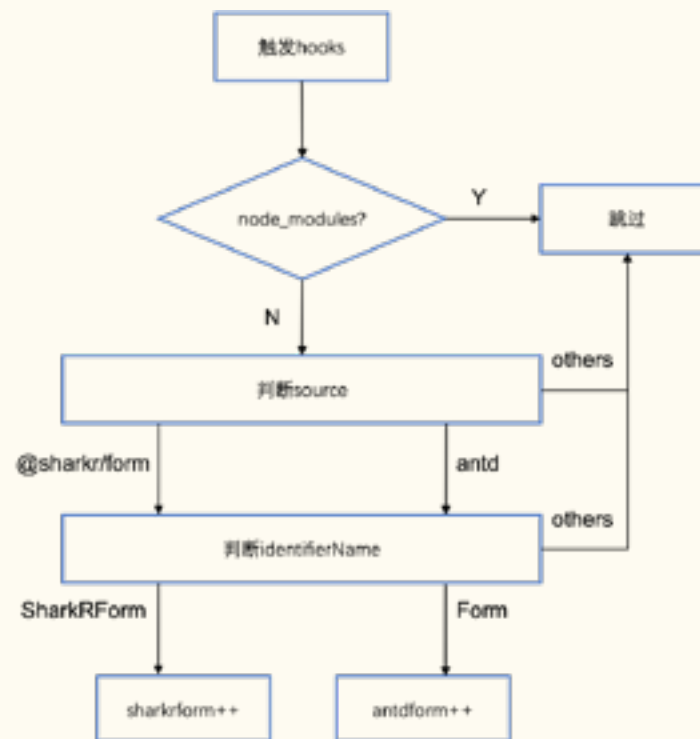 触发hooks
node_modules?
Y
跳过
N
判断source
others
@sharkr/form
antd
判断identifierName
others
SharkRForm
Form
sharkrform++
antdform++